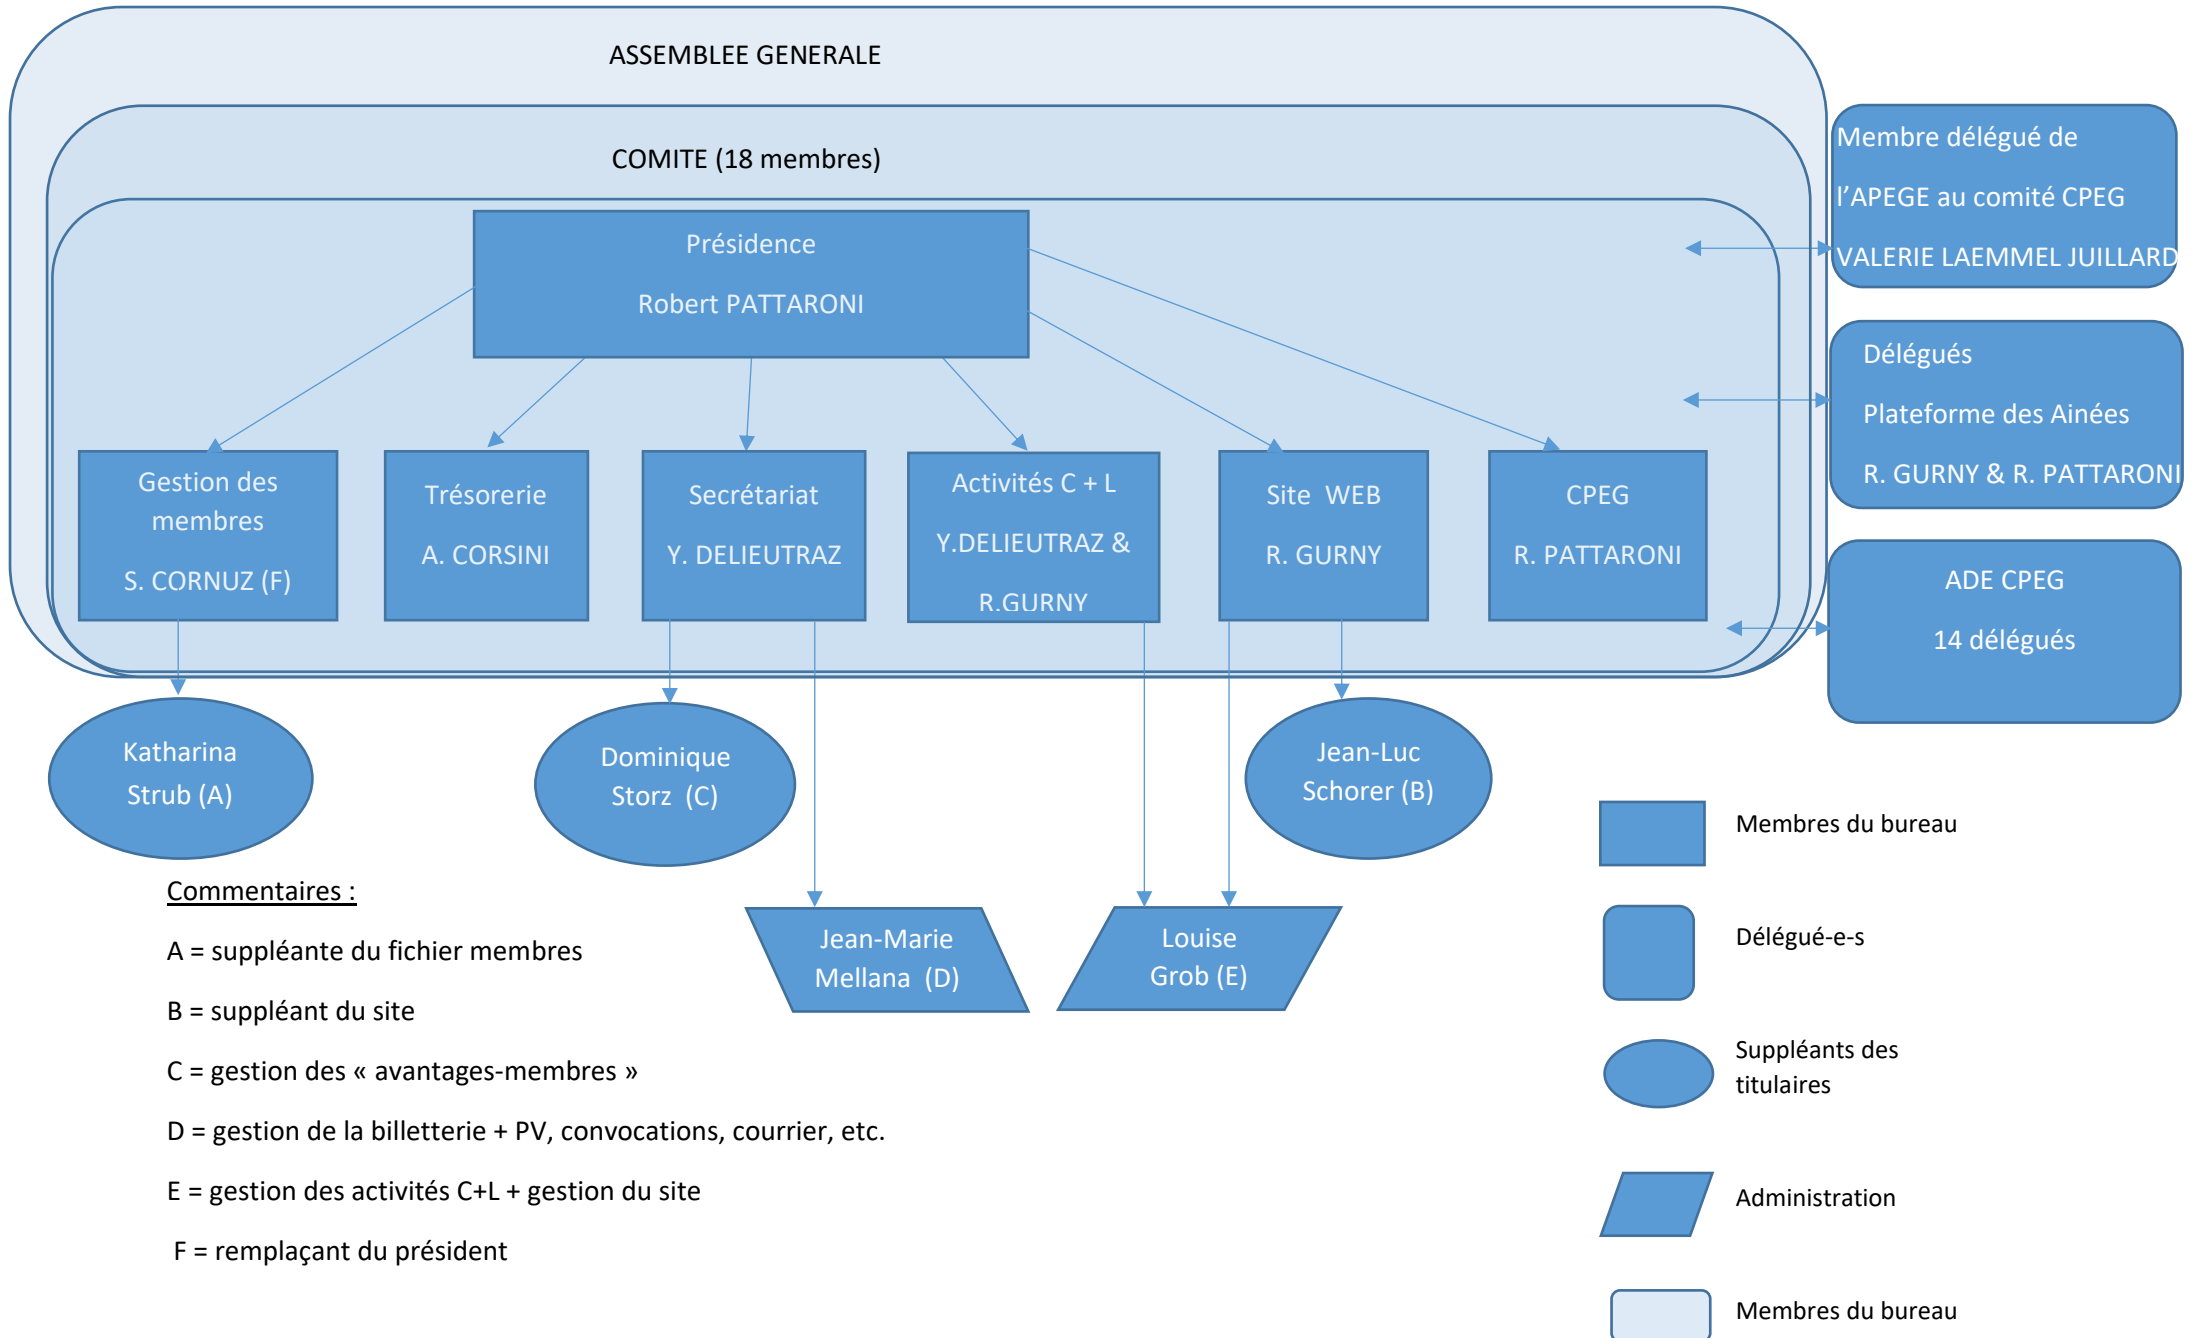 ASSEMBLEE GENERALE
COMITE (18 membres)
Présidence
Robert PATTARONI
Gestion des
membres
S. CORNUZ (F)
Trésorerie
A. CORSINI
Secrétariat
Y. DELIEUTRAZ
Activités C + L
Y.DELIEUTRAZ &
R.GURNY
Site WEB
R. GURNY
CPEG
R. PATTARONI
Membre délégué de
l’APEGE au comité CPEG
VALERIE LAEMMEL JUILLARD
Délégués
Plateforme des Ainées
R. GURNY & R. PATTARONI
ADE CPEG
14 délégués
Katharina
Strub (A)
Dominique
Storz (C)
Jean-Luc
Schorer (B)
Jean-Marie
Mellana (D)
Louise
Grob (E)
Commentaires :
A = suppléante du fichier membres
B = suppléant du site
C = gestion des « avantages-membres »
D = gestion de la billetterie + PV, convocations, courrier, etc.
E = gestion des activités C+L + gestion du site
F = remplaçant du président
Membres du bureau
Délégué-e-s
Suppléants des
titulaires
Administration
Membres du bureau